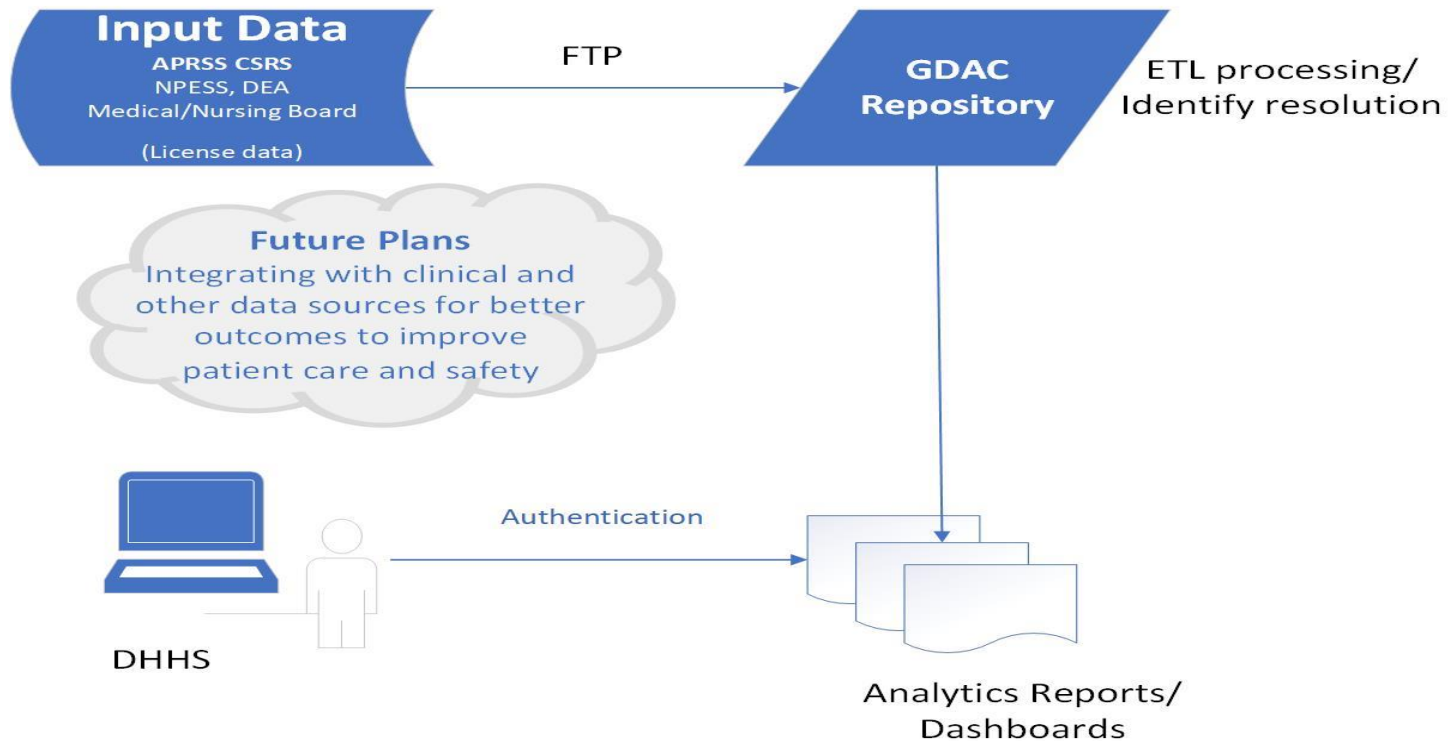 Input Data
APRSS CSRS
NPESS, DEA
Medical/Nursing Board
(License data)
FTP
GDAC
Repository
ETL processing/
Identify resolution
Future Plans
Integrating with clinical and
other data sources for better
outcomes to improve
patient care and safety
Authentication
DHHS
Analytics Reports/
Dashboards